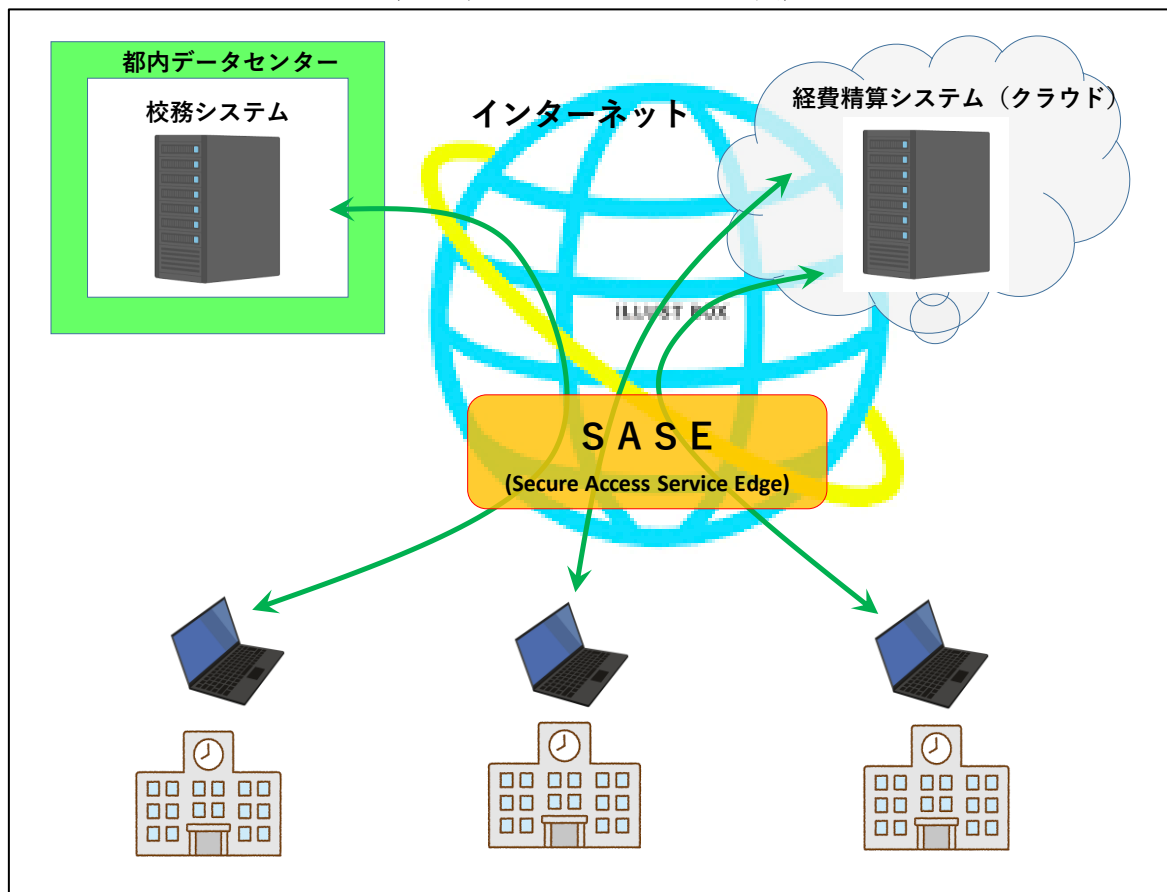 都内データセンター
校務システム
インターネット
経費精算システム（クラウド）
ILLUST BOX
ＳＡＳＥ
(Secure Access Service Edge)